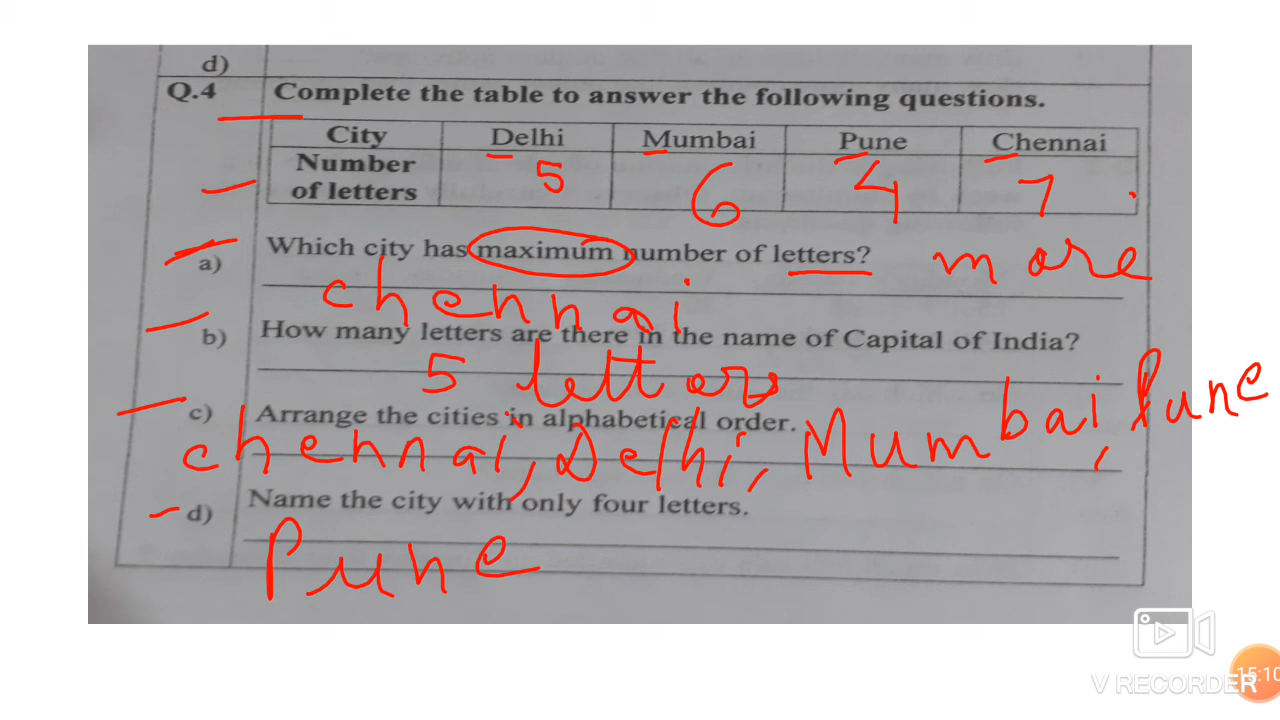 d)
Q.4 Complete the table to answer the following questions.
City Delhi Mumbai Pune Chennai
Number of letters 5 6 4 7
a) Which city has maximum number of letters? more
chennai
b) How many letters are there in the name of Capital of India?
5 letters
c) Arrange the cities in alphabetical order.
chennai, Delhi, Mumbai, Pune
d) Name the city with only four letters.
Pune
V RECORDER
15:10